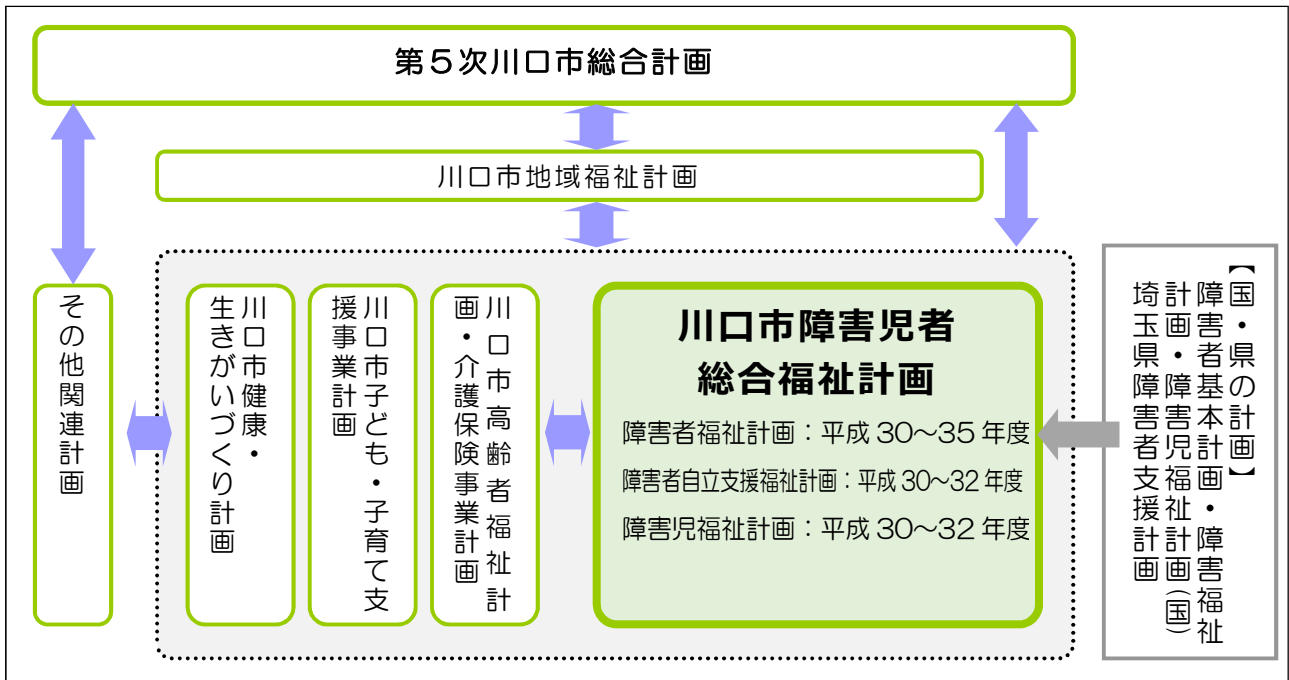 第５次川口市総合計画
川口市地域福祉計画
その他関連計画
川口市健康・
生きがいづくり計画
川口市子ども・子育て支
援事業計画
川口市高齢者福祉計
画・介護保険事業計画
川口市障害児者
総合福祉計画
障害者福祉計画：平成 30～35 年度
障害者自立支援福祉計画：平成 30～32 年度
障害児福祉計画：平成 30～32 年度
【国・県の計画】
障害者基本計画・障害福祉
計画・障害児福祉計画（国）
埼玉県障害者支援計画